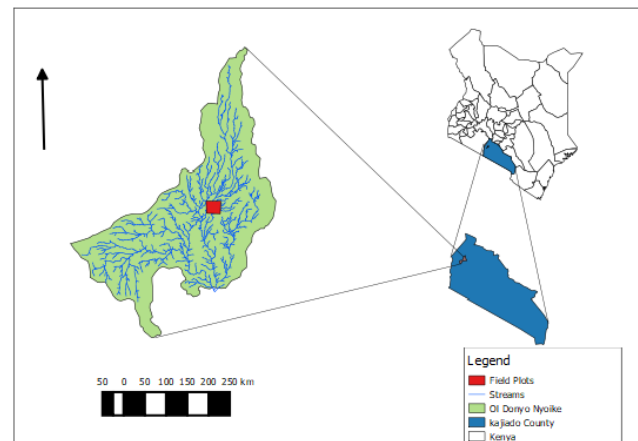 50 0 50 100 150 200 250 km
Legend
Field Plots
Streams
Ol Donyo Nyoike
kajiado County
Kenya